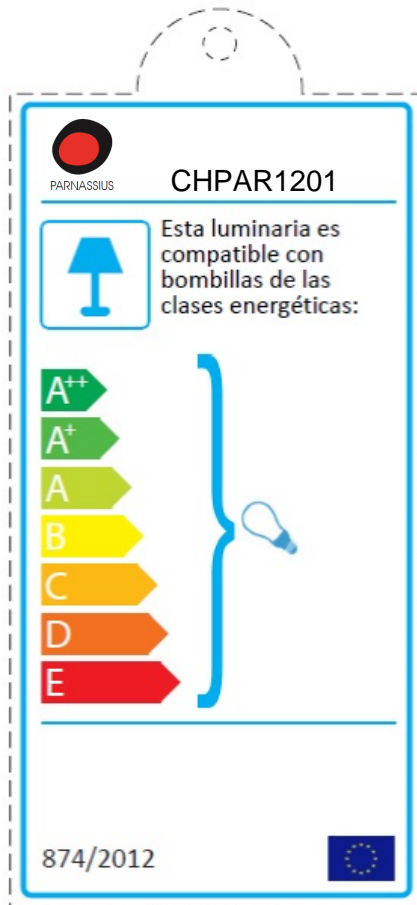 PARNASSIUS
CHPAR1201
Esta luminaria es
compatible con
bombillas de las
clases energéticas:
A++
A+
A
B
C
D
E
874/2012